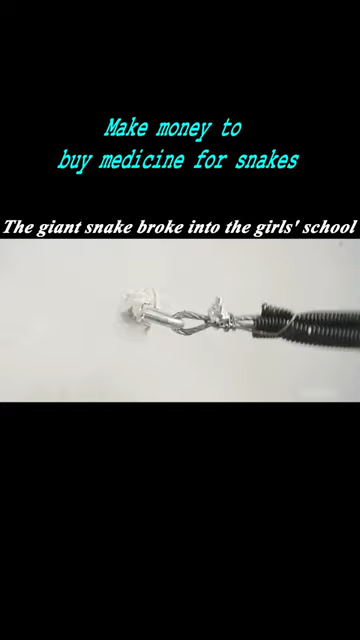 Make money to
buy medicine for snakes
The giant snake broke into the girls' school